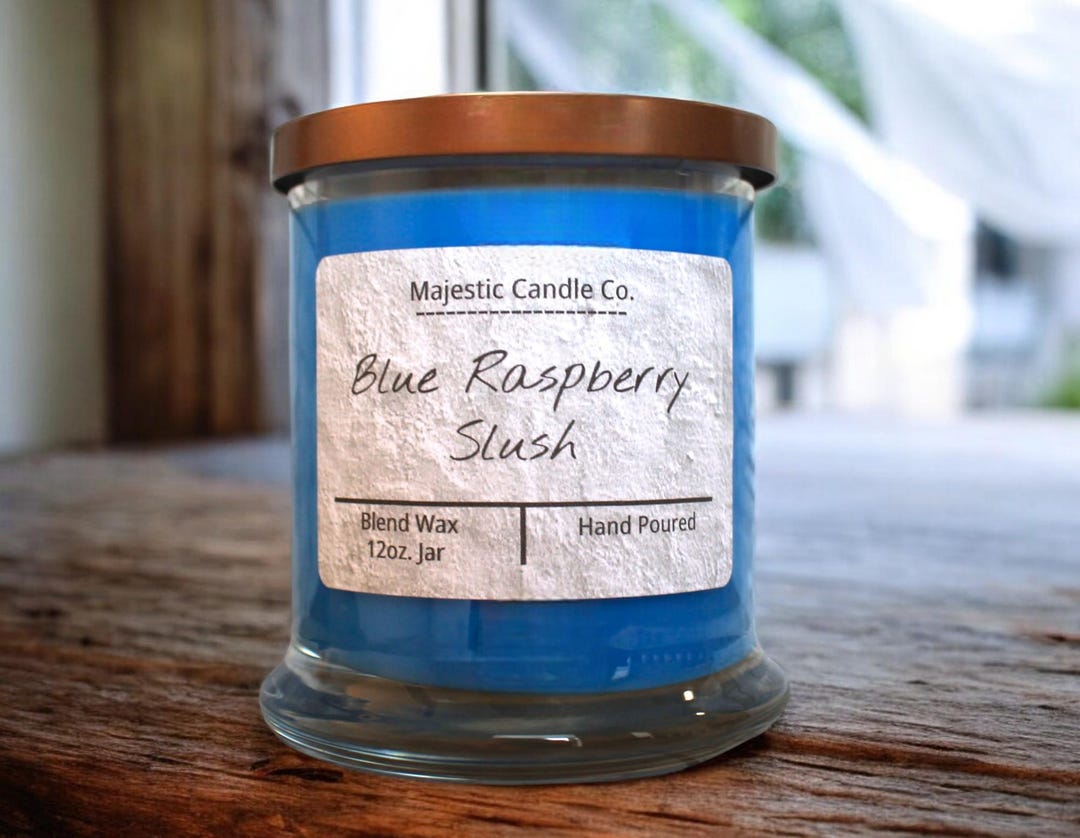 Majestic Candle Co.
Blue Raspberry
Slush
Blend Wax
12oz. Jar
Hand Poured